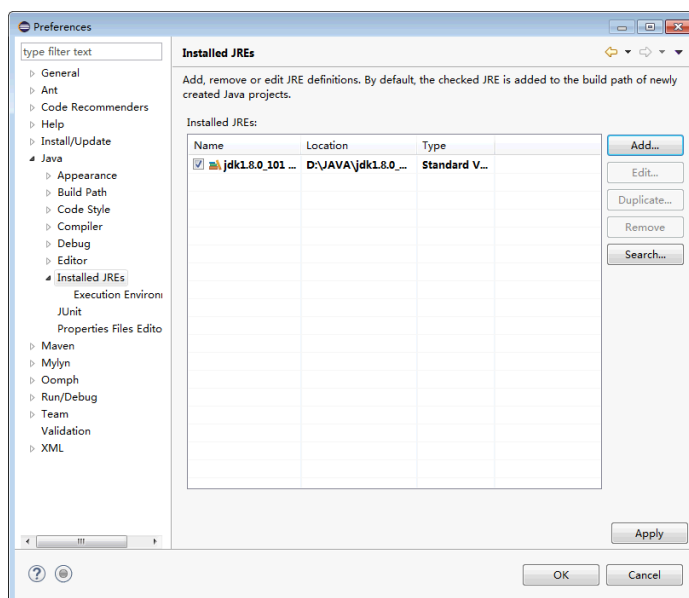 Preferences
type filter text
General
Ant
Code Recommenders
Help
Install/Update
Java
Appearance
Build Path
Code Style
Compiler
Debug
Editor
Installed JREs
Execution Environ
JUnit
Properties Files Edito
Maven
Mylyn
Oomph
Run/Debug
Team
Validation
XML
Installed JREs
Add, remove or edit JRE definitions. By default, the checked JRE is added to the build path of newly
created Java projects.
Installed JREs:
Name Location Type
jdk1.8.0_101 ... D:\JAVA\jdk1.8.0_... Standard V...
Add...
Edit...
Duplicate...
Remove
Search...
Apply
OK Cancel